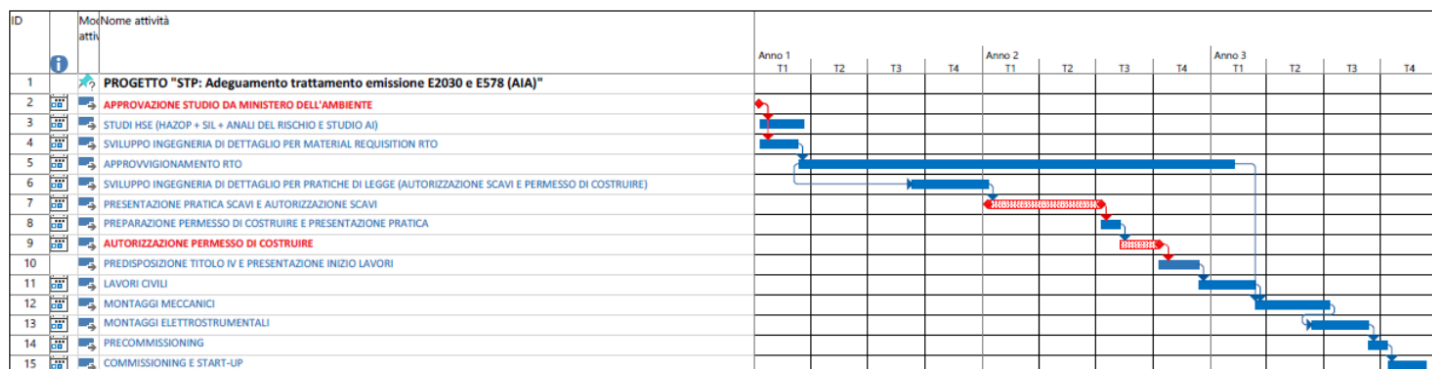 ID Mod Nome attività
attiv
Anno 1 Anno 2 Anno 3
T1 T2 T3 T4 T1 T2 T3 T4 T1 T2 T3 T4
1 PROGETTO "STP: Adeguamento trattamento emissione E2030 e E578 (AIA)"
2 APPROVAZIONE STUDIO DA MINISTERO DELL'AMBIENTE
3 STUDI HSE (HAZOP + SIL + ANALI DEL RISCHIO E STUDIO AI)
4 SVILUPPO INGEGNERIA DI DETTAGLIO PER MATERIAL REQUISITION RTO
5 APPROVVIGIONAMENTO RTO
6 SVILUPPO INGEGNERIA DI DETTAGLIO PER PRATICHE DI LEGGE (AUTORIZZAZIONE SCAVI E PERMESSO DI COSTRUIRE)
7 PRESENTAZIONE PRATICA SCAVI E AUTORIZZAZIONE SCAVI
8 PREPARAZIONE PERMESSO DI COSTRUIRE E PRESENTAZIONE PRATICA
9 AUTORIZZAZIONE PERMESSO DI COSTRUIRE
10 PREDISPOSIZIONE TITOLO IV E PRESENTAZIONE INIZIO LAVORI
11 LAVORI CIVILI
12 MONTAGGI MECCANICI
13 MONTAGGI ELETTROSTRUMENTALI
14 PRECOMMISSIONING
15 COMMISSIONING E START-UP